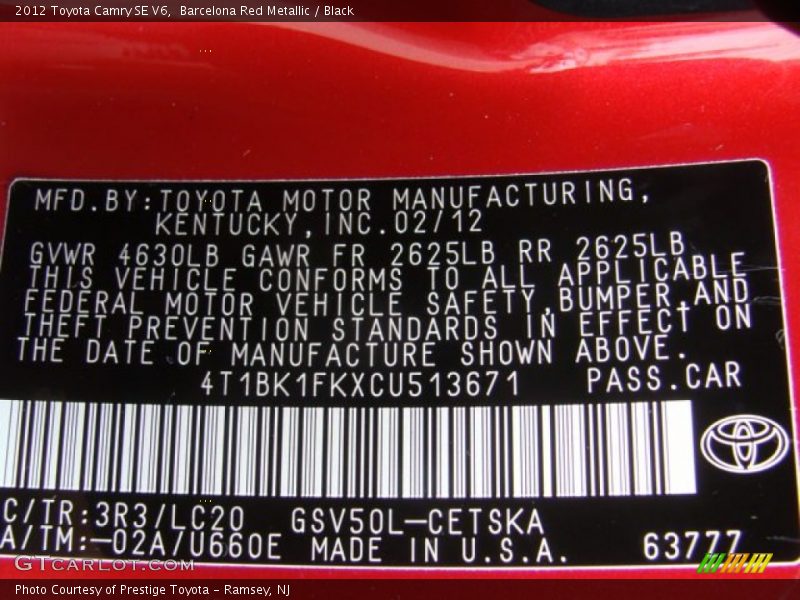 2012 Toyota Camry SE V6,  Barcelona Red Metallic / Black
MFD.BY:TOYOTA MOTOR MANUFACTURING,
KENTUCKY,INC.02/12
GVWR 4630LB GAWR FR 2625LB RR 2625LB
THIS VEHICLE CONFORMS TO ALL APPLICABLE
FEDERAL MOTOR VEHICLE SAFETY,BUMPER,AND
THEFT PREVENTION STANDARDS IN EFFECT ON
THE DATE OF MANUFACTURE SHOWN ABOVE.
4T1BK1FKXCU513671 PASS.CAR
C/TR:3R3/LC20 GSV50L-CETSKA
A/TM:-02A/U660E MADE IN U.S.A. 63777
GTCARLOT.COM
Photo Courtesy of Prestige Toyota - Ramsey, NJ